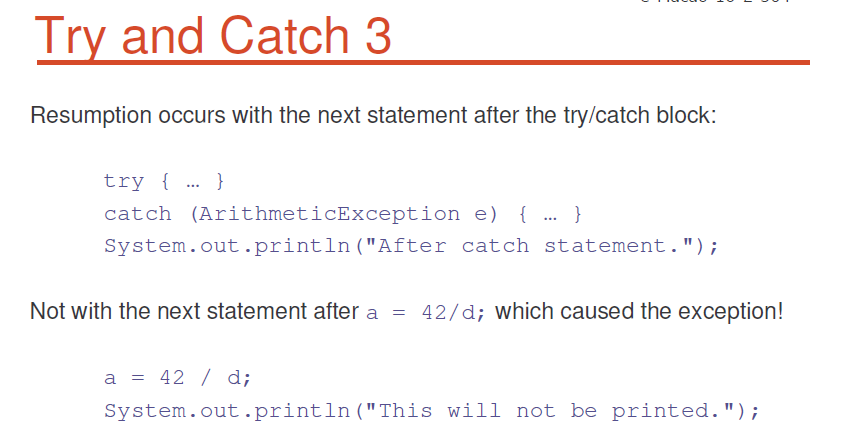 Try and Catch 3
Resumption occurs with the next statement after the try/catch block:
try { … }
catch (ArithmeticException e) { … }
System.out.println("After catch statement.");
Not with the next statement after a = 42/d; which caused the exception!
a = 42 / d;
System.out.println("This will not be printed.");